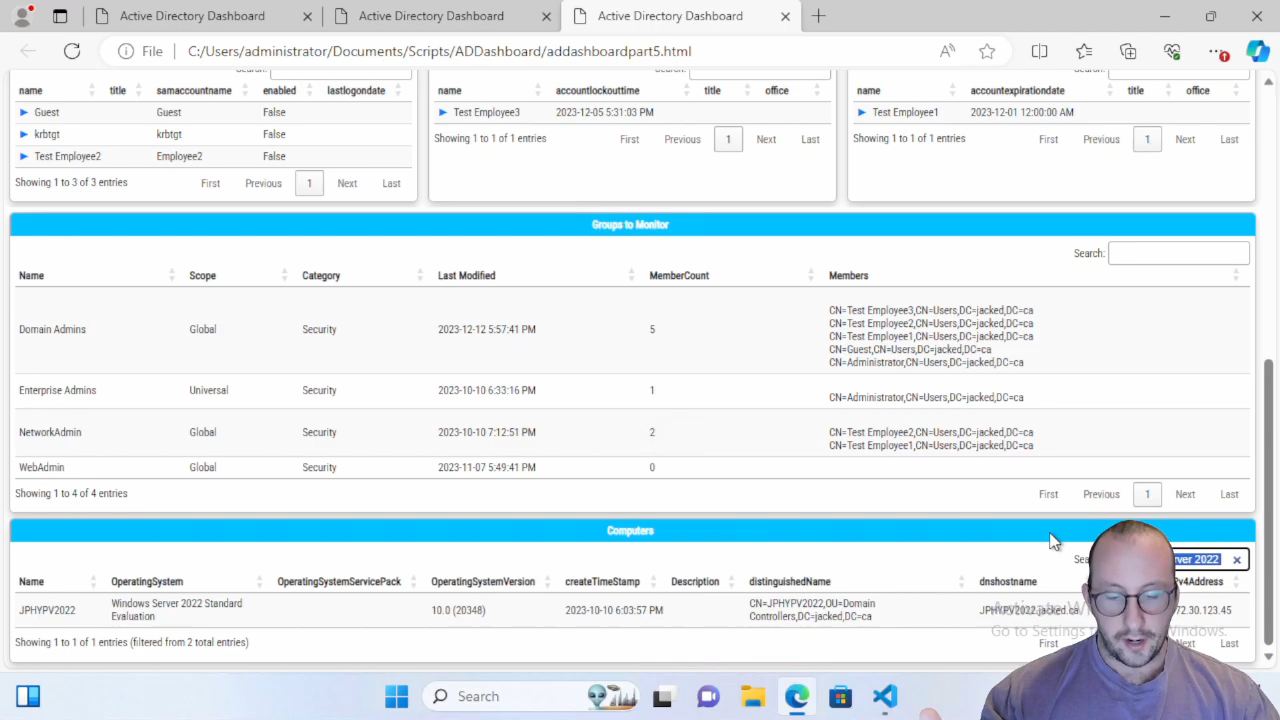 Active Directory Dashboard
Active Directory Dashboard
Active Directory Dashboard
File C:/Users/administrator/Documents/Scripts/ADDashboard/addashboardpart5.html
name title samaccountname enabled lastlogondate
Guest Guest False
krbtgt krbtgt False
Test Employee2 Employee2 False
Showing 1 to 3 of 3 entries First Previous 1 Next Last
name accountlockouttime title office
Test Employee3 2023-12-05 5:31:03 PM
Showing 1 to 1 of 1 entries First Previous 1 Next Last
name accountexpirationdate title office
Test Employee1 2023-12-01 12:00:00 AM
Showing 1 to 1 of 1 entries First Previous 1 Next Last
Groups to Monitor
Search:
Name Scope Category Last Modified MemberCount Members
Domain Admins Global Security 2023-12-12 5:57:41 PM 5
CN=Test Employee3,CN=Users,DC=jacked,DC=ca
CN=Test Employee2,CN=Users,DC=jacked,DC=ca
CN=Test Employee1,CN=Users,DC=jacked,DC=ca
CN=Guest,CN=Users,DC=jacked,DC=ca
CN=Administrator,CN=Users,DC=jacked,DC=ca
Enterprise Admins Universal Security 2023-10-10 6:33:16 PM 1
CN=Administrator,CN=Users,DC=jacked,DC=ca
NetworkAdmin Global Security 2023-10-10 7:12:51 PM 2
CN=Test Employee2,CN=Users,DC=jacked,DC=ca
CN=Test Employee1,CN=Users,DC=jacked,DC=ca
WebAdmin Global Security 2023-11-07 5:49:41 PM 0
Showing 1 to 4 of 4 entries First Previous 1 Next Last
Computers
2022
Name OperatingSystem OperatingSystemServicePack OperatingSystemVersion createTimeStamp Description distinguishedName dnshostname
JPHYPV2022
Windows Server 2022 Standard
Evaluation
10.0 (20348) 2023-10-10 6:03:57 PM
CN=JPHYPV2022,OU=Domain
Controllers,DC=jacked,DC=ca
JPHYPV2022.jacked.ca
72.30.123.45
Go to Settings
Windows.
Showing 1 to 1 of 1 entries (filtered from 2 total entries) First Next Last
Search